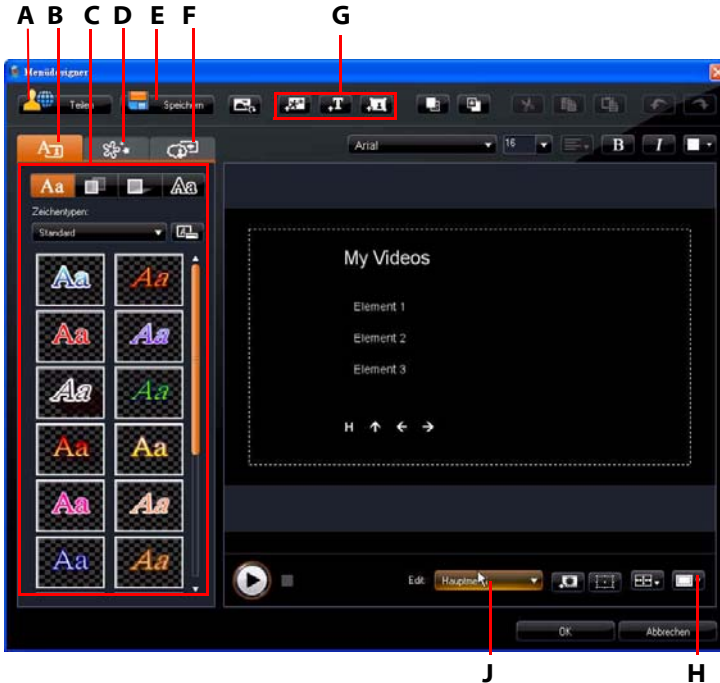 A B C D E F G
Menüdesigner
Teilen Speichern T T
A Arial 16 B I
Aa Aa
Zeichentypen:
Standard
Aa Aa
Aa Aa
Aa Aa
Aa Aa
Aa Aa
Aa Aa
My Videos
Element 1
Element 2
Element 3
H
Edit:
OK Abbrechen
J H